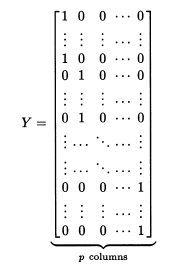 1 0 0 ⋯ 0
⋮ ⋮ ⋮ … ⋮
1 0 0 ⋯ 0
0 1 0 ⋯ 0
⋮ ⋮ ⋮ … ⋮
0 1 0 ⋯ 0
Y = ⋮ … ⋱ … ⋮
⋮ … ⋱ … ⋮
0 0 0 ⋯ 1
⋮ ⋮ ⋮ … ⋮
0 0 0 ⋯ 1
p columns